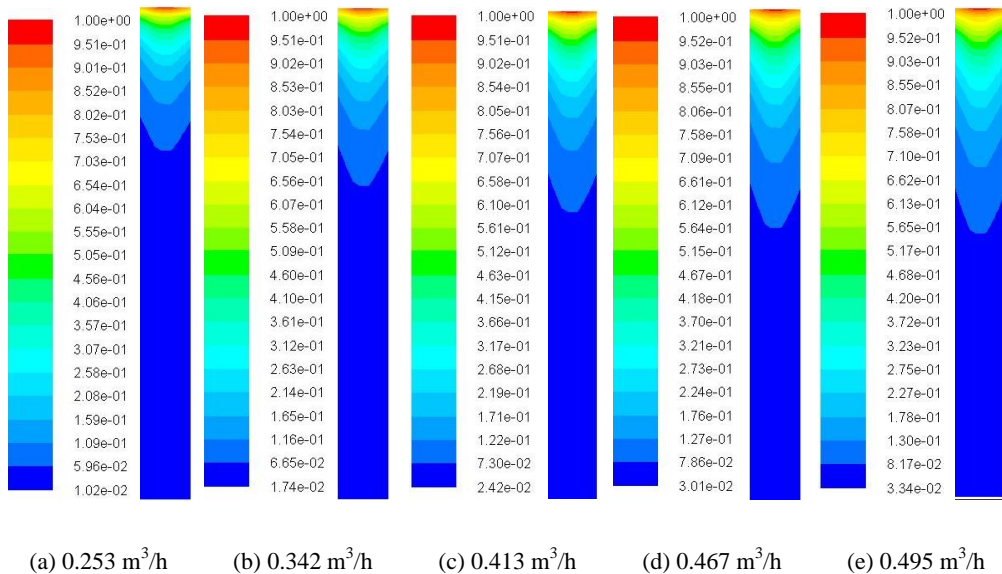 1.00e+00
9.51e-01
9.01e-01
8.52e-01
8.02e-01
7.53e-01
7.03e-01
6.54e-01
6.04e-01
5.55e-01
5.05e-01
4.56e-01
4.06e-01
3.57e-01
3.07e-01
2.58e-01
2.08e-01
1.59e-01
1.09e-01
5.96e-02
1.02e-02
1.00e+00
9.51e-01
9.02e-01
8.53e-01
8.03e-01
7.54e-01
7.05e-01
6.56e-01
6.07e-01
5.58e-01
5.09e-01
4.60e-01
4.10e-01
3.61e-01
3.12e-01
2.63e-01
2.14e-01
1.65e-01
1.16e-01
6.65e-02
1.74e-02
1.00e+00
9.51e-01
9.02e-01
8.54e-01
8.05e-01
7.56e-01
7.07e-01
6.58e-01
6.10e-01
5.61e-01
5.12e-01
4.63e-01
4.15e-01
3.66e-01
3.17e-01
2.68e-01
2.19e-01
1.71e-01
1.22e-01
7.30e-02
2.42e-02
1.00e+00
9.52e-01
9.03e-01
8.55e-01
8.06e-01
7.58e-01
7.09e-01
6.61e-01
6.12e-01
5.64e-01
5.15e-01
4.67e-01
4.18e-01
3.70e-01
3.21e-01
2.73e-01
2.24e-01
1.76e-01
1.27e-01
7.86e-02
3.01e-02
1.00e+00
9.52e-01
9.03e-01
8.55e-01
8.07e-01
7.58e-01
7.10e-01
6.62e-01
6.13e-01
5.65e-01
5.17e-01
4.68e-01
4.20e-01
3.72e-01
3.23e-01
2.75e-01
2.27e-01
1.78e-01
1.30e-01
8.17e-02
3.34e-02
(a) 0.253 m³/h (b) 0.342 m³/h (c) 0.413 m³/h (d) 0.467 m³/h (e) 0.495 m³/h